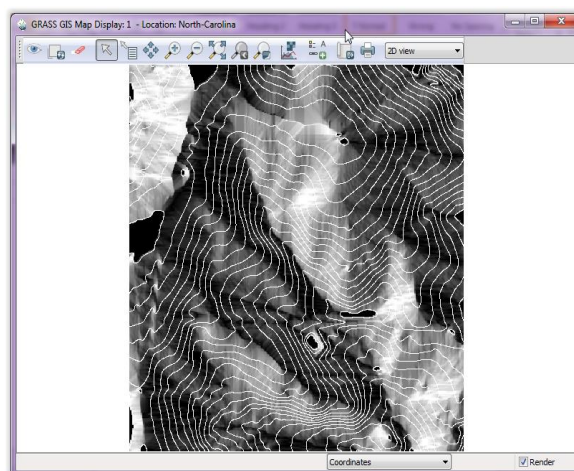 GRASS GIS Map Display: 1 - Location: North-Carolina
2D view
Coordinates
Render